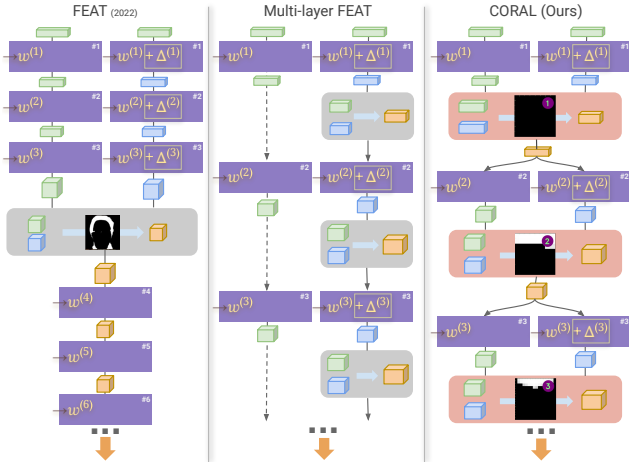 FEAT (2022)
#1 w(1)
#1 w(1) + Δ(1)
#2 w(2)
#2 w(2) + Δ(2)
#3 w(3)
#3 w(3) + Δ(3)
#4 w(4)
#5 w(5)
#6 w(6)
Multi-layer FEAT
#1 w(1)
#1 w(1) + Δ(1)
#2 w(2)
#2 w(2) + Δ(2)
#3 w(3)
#3 w(3) + Δ(3)
CORAL (Ours)
#1 w(1)
#1 w(1) + Δ(1)
1
#2 w(2)
#2 w(2) + Δ(2)
2
#3 w(3)
#3 w(3) + Δ(3)
3